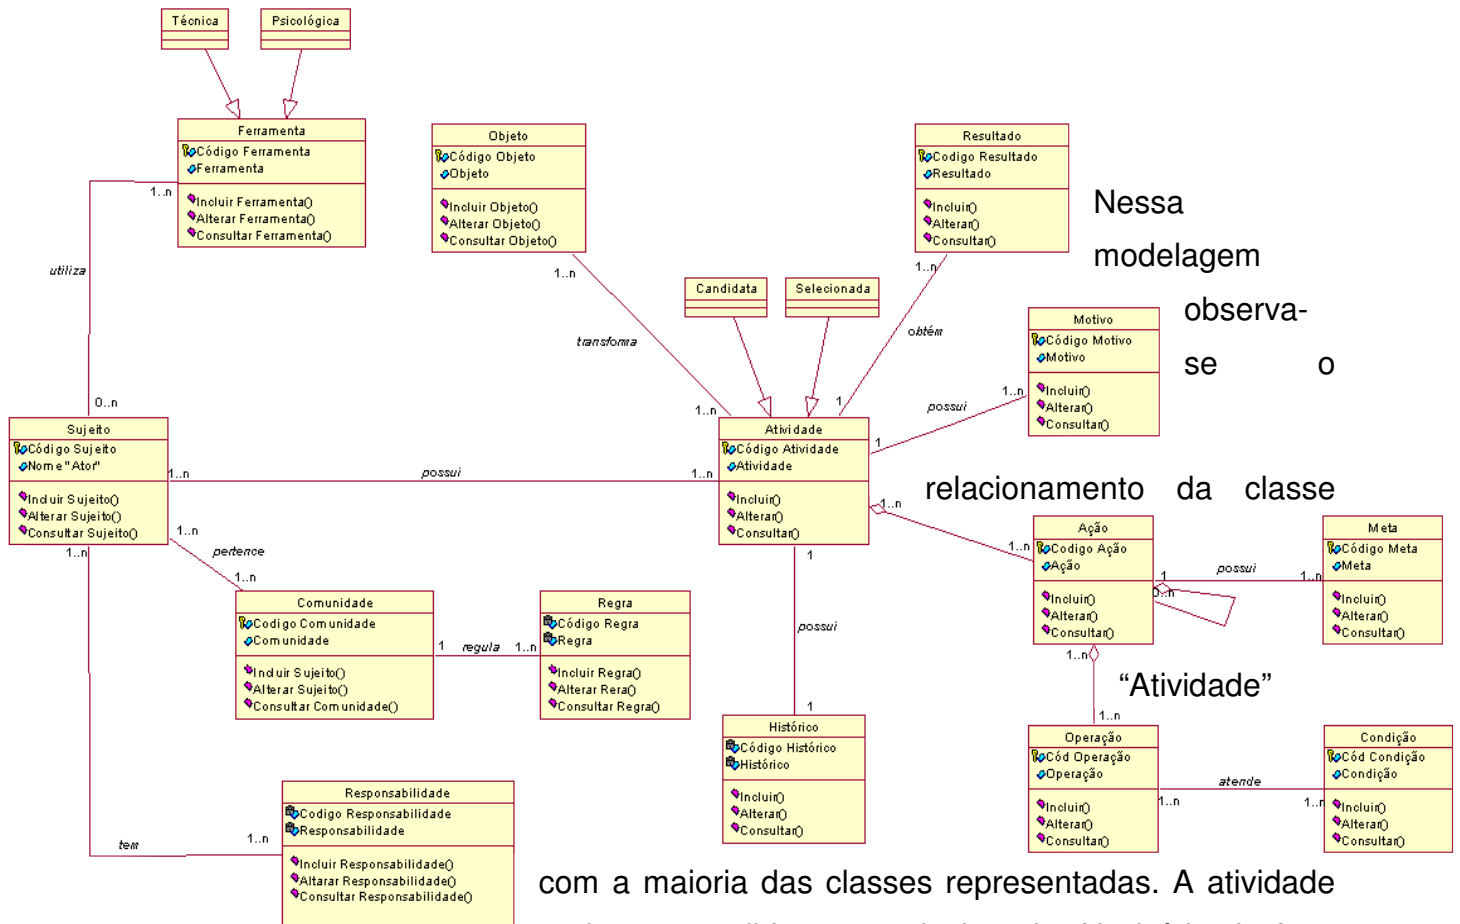 Técnica
Psicológica
Ferramenta
Código Ferramenta
Ferramenta
Incluir Ferramenta()
Alterar Ferramenta()
Consultar Ferramenta()
Objeto
Código Objeto
Objeto
Incluir Objeto()
Alterar Objeto()
Consultar Objeto()
Resultado
Codigo Resultado
Resultado
Incluir()
Alterar()
Consultar()
Nessa
modelagem
observa-
se o
1..n
utiliza
0..n
1..n
transforma
1..n
Candidata
Selecionada
1..n
obtém
1
Motivo
Código Motivo
Motivo
Incluir()
Alterar()
Consultar()
1..n
possui
1
Sujeito
Código Sujeito
Nome "Ator"
Incluir Sujeito()
Alterar Sujeito()
Consultar Sujeito()
1..n
possui
1..n
Atividade
Código Atividade
Atividade
Incluir()
Alterar()
Consultar()
relacionamento da classe
1..n
1..n
Ação
Codigo Ação
Ação
Incluir()
Alterar()
Consultar()
1
possui
1..n
0..n
Meta
Código Meta
Meta
Incluir()
Alterar()
Consultar()
1..n
pertence
1..n
Comunidade
Codigo Comunidade
Comunidade
Incluir Sujeito()
Alterar Sujeito()
Consultar Comunidade()
1
regula
1..n
Regra
Código Regra
Regra
Incluir Regra()
Alterar Rera()
Consultar Regra()
1
possui
1
Histórico
Código Histórico
Histórico
Incluir()
Alterar()
Consultar()
1..n
“Atividade”
1..n
Operação
Cód Operação
Operação
Incluir()
Alterar()
Consultar()
1..n
atende
1..n
Condição
Cód Condição
Condição
Incluir()
Alterar()
Consultar()
1..n
tem
1..n
Responsabilidade
Codigo Responsabilidade
Responsabilidade
Incluir Responsabilidade()
Altarar Responsabilidade()
Consultar Responsabilidade()
com a maioria das classes representadas. A atividade